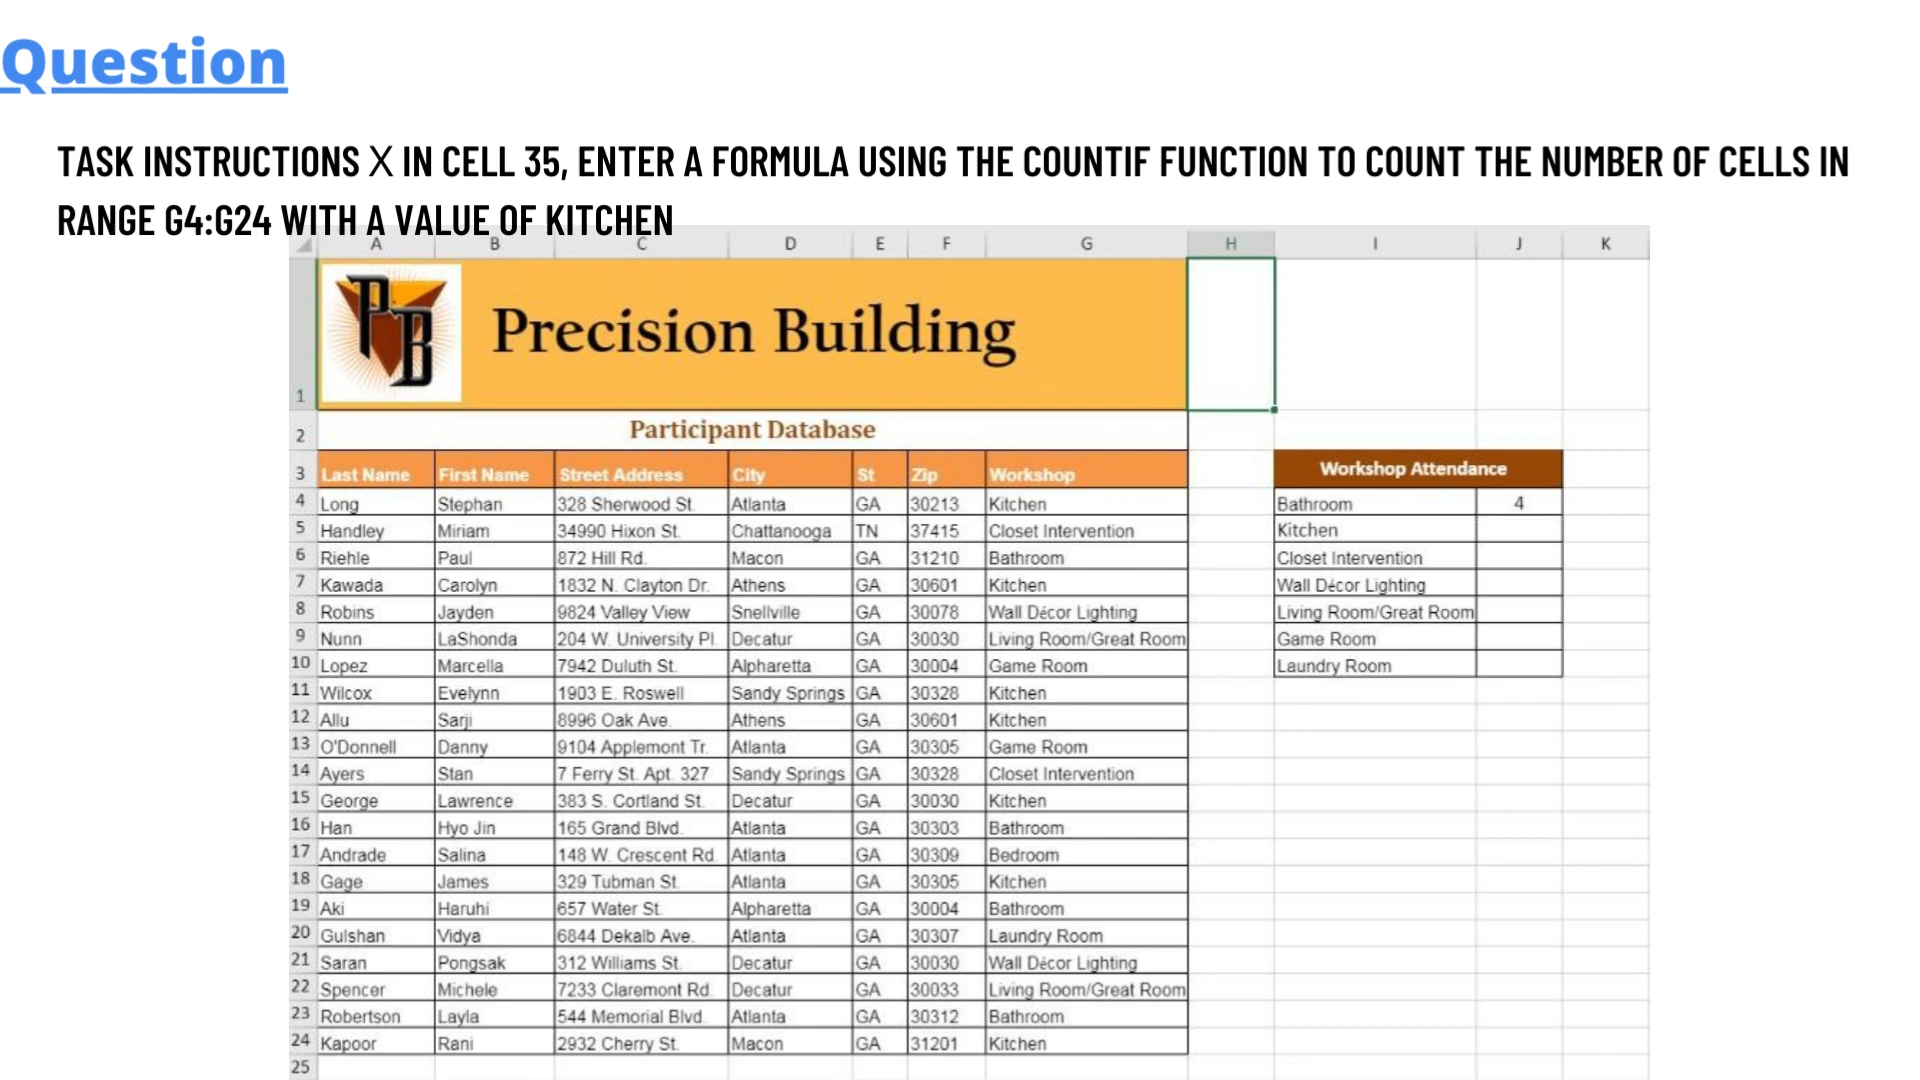 Question
TASK INSTRUCTIONS X IN CELL 35, ENTER A FORMULA USING THE COUNTIF FUNCTION TO COUNT THE NUMBER OF CELLS IN
RANGE G4:G24 WITH A VALUE OF KITCHEN
A B C D E F G H I J K
PB Precision Building
1
2 Participant Database
3 Last Name First Name Street Address City St Zip Workshop Workshop Attendance
4 Long Stephan 328 Sherwood St. Atlanta GA 30213 Kitchen Bathroom 4
5 Handley Miriam 34990 Hixon St. Chattanooga TN 37415 Closet Intervention Kitchen
6 Riehle Paul 872 Hill Rd. Macon GA 31210 Bathroom Closet Intervention
7 Kawada Carolyn 1832 N. Clayton Dr. Athens GA 30601 Kitchen Wall Décor Lighting
8 Robins Jayden 9824 Valley View Snellville GA 30078 Wall Décor Lighting Living Room/Great Room
9 Nunn LaShonda 204 W. University Pl. Decatur GA 30030 Living Room/Great Room Game Room
10 Lopez Marcella 7942 Duluth St. Alpharetta GA 30004 Game Room Laundry Room
11 Wilcox Evelynn 1903 E. Roswell Sandy Springs GA 30328 Kitchen
12 Allu Sarji 8996 Oak Ave. Athens GA 30601 Kitchen
13 O'Donnell Danny 9104 Applemont Tr. Atlanta GA 30305 Game Room
14 Ayers Stan 7 Ferry St. Apt. 327 Sandy Springs GA 30328 Closet Intervention
15 George Lawrence 383 S. Cortland St. Decatur GA 30030 Kitchen
16 Han Hyo Jin 165 Grand Blvd. Atlanta GA 30303 Bathroom
17 Andrade Salina 148 W. Crescent Rd. Atlanta GA 30309 Bedroom
18 Gage James 329 Tubman St. Atlanta GA 30305 Kitchen
19 Aki Haruhi 657 Water St. Alpharetta GA 30004 Bathroom
20 Gulshan Vidya 6844 Dekalb Ave. Atlanta GA 30307 Laundry Room
21 Saran Pongsak 312 Williams St. Decatur GA 30030 Wall Décor Lighting
22 Spencer Michele 7233 Claremont Rd. Decatur GA 30033 Living Room/Great Room
23 Robertson Layla 544 Memorial Blvd. Atlanta GA 30312 Bathroom
24 Kapoor Rani 2932 Cherry St. Macon GA 31201 Kitchen
25